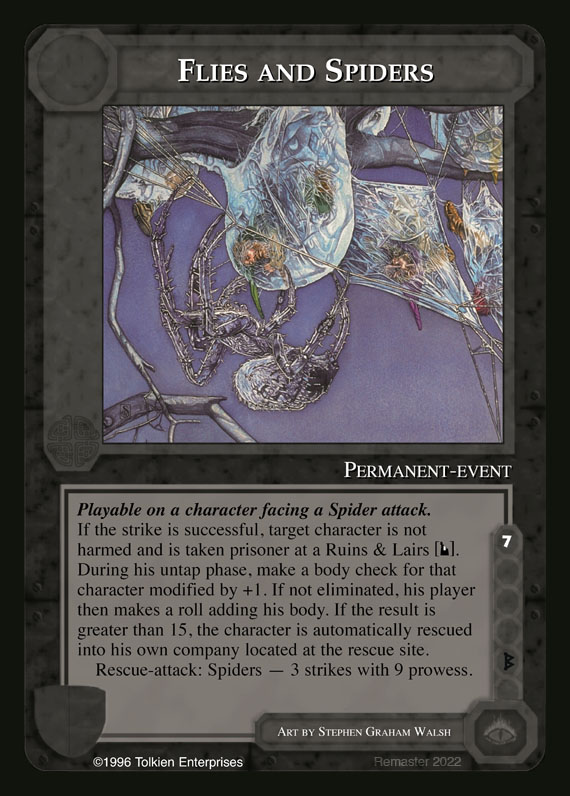 Flies and Spiders
Permanent-event
Playable on a character facing a Spider attack.
If the strike is successful, target character is not
harmed and is taken prisoner at a Ruins & Lairs [].
During his untap phase, make a body check for that
character modified by +1. If not eliminated, his player
then makes a roll adding his body. If the result is
greater than 15, the character is automatically rescued
into his own company located at the rescue site.
Rescue-attack: Spiders — 3 strikes with 9 prowess.
7
ᛒ
Art by Stephen Graham Walsh
©1996 Tolkien Enterprises
Remaster 2022